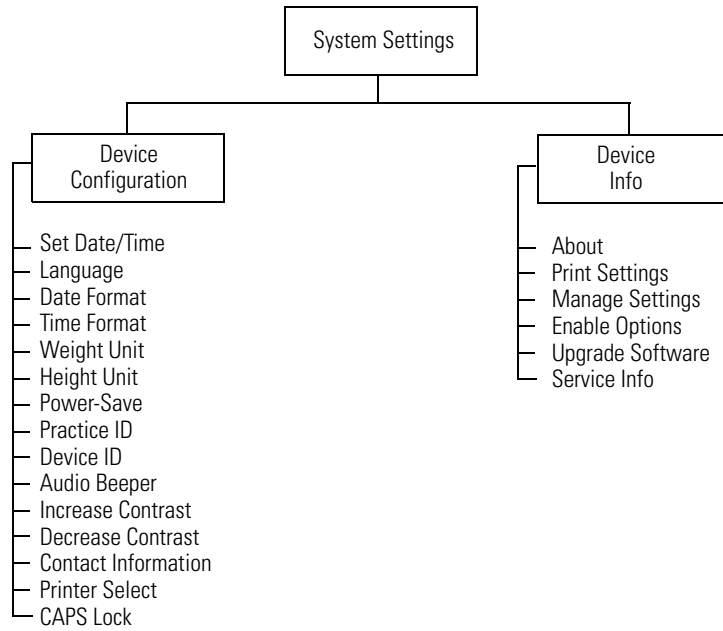 System Settings
Device
Configuration
Set Date/Time
Language
Date Format
Time Format
Weight Unit
Height Unit
Power-Save
Practice ID
Device ID
Audio Beeper
Increase Contrast
Decrease Contrast
Contact Information
Printer Select
CAPS Lock
Device
Info
About
Print Settings
Manage Settings
Enable Options
Upgrade Software
Service Info